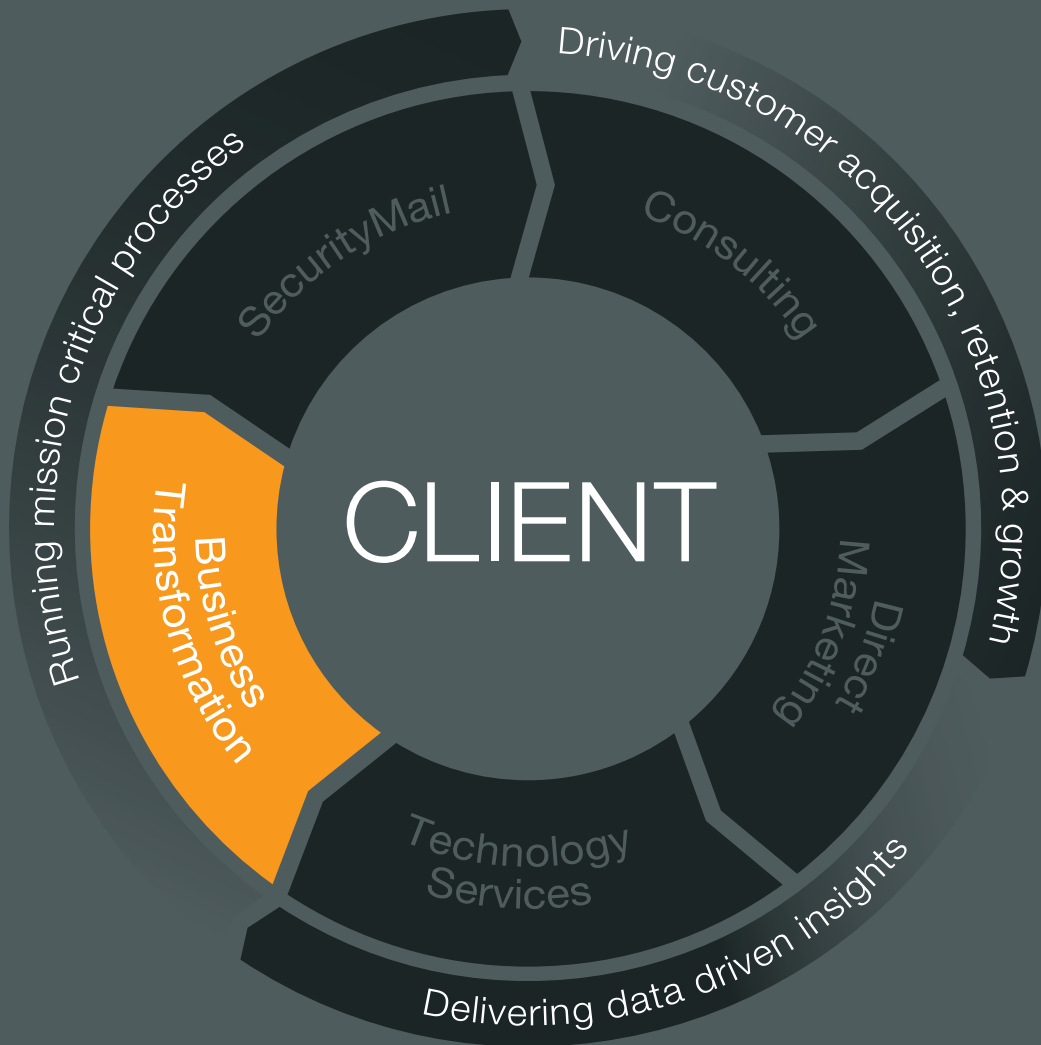 Driving customer acquisition, retention & growth
Running mission critical processes
SecurityMail
Consulting
CLIENT
Business
Transformation
Direct
Marketing
Technology
Services
Delivering data driven insights